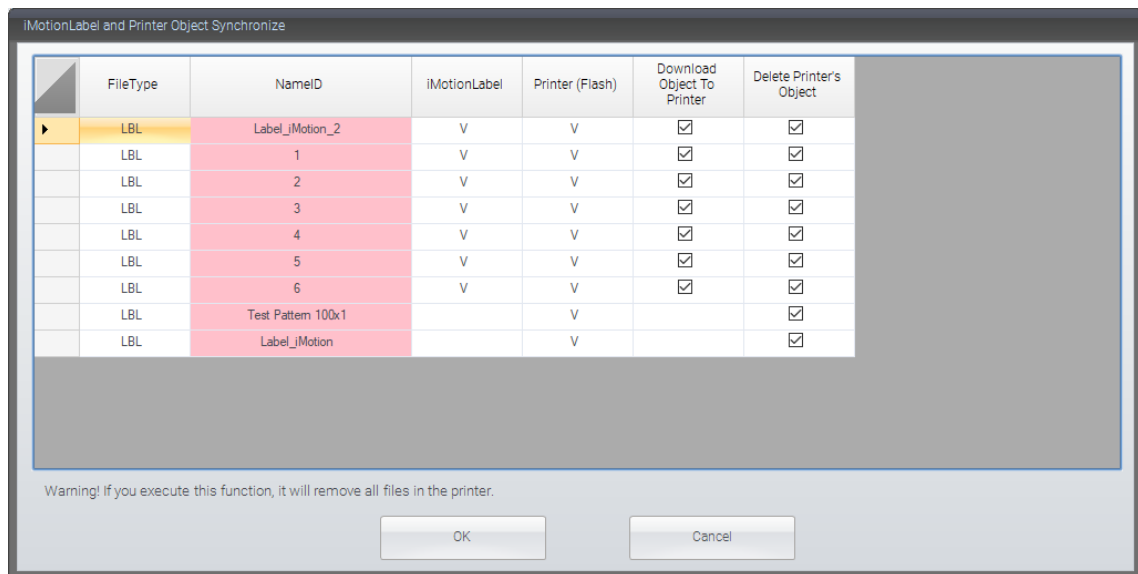 iMotionLabel and Printer Object Synchronize
FileType NameID iMotionLabel Printer (Flash) Download Object To Printer Delete Printer's Object
LBL Label_iMotion_2 V V
LBL 1 V V
LBL 2 V V
LBL 3 V V
LBL 4 V V
LBL 5 V V
LBL 6 V V
LBL Test Pattern 100x1 V
LBL Label_iMotion V
Warning! If you execute this function, it will remove all files in the printer.
OK Cancel